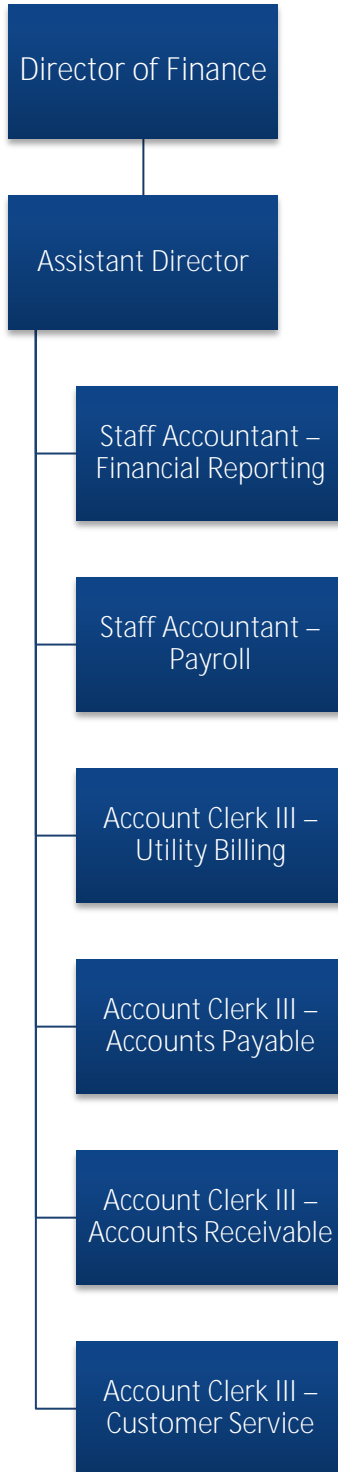 Director of Finance
Assistant Director
Staff Accountant –
Financial Reporting
Staff Accountant –
Payroll
Account Clerk III –
Utility Billing
Account Clerk III –
Accounts Payable
Account Clerk III –
Accounts Receivable
Account Clerk III –
Customer Service